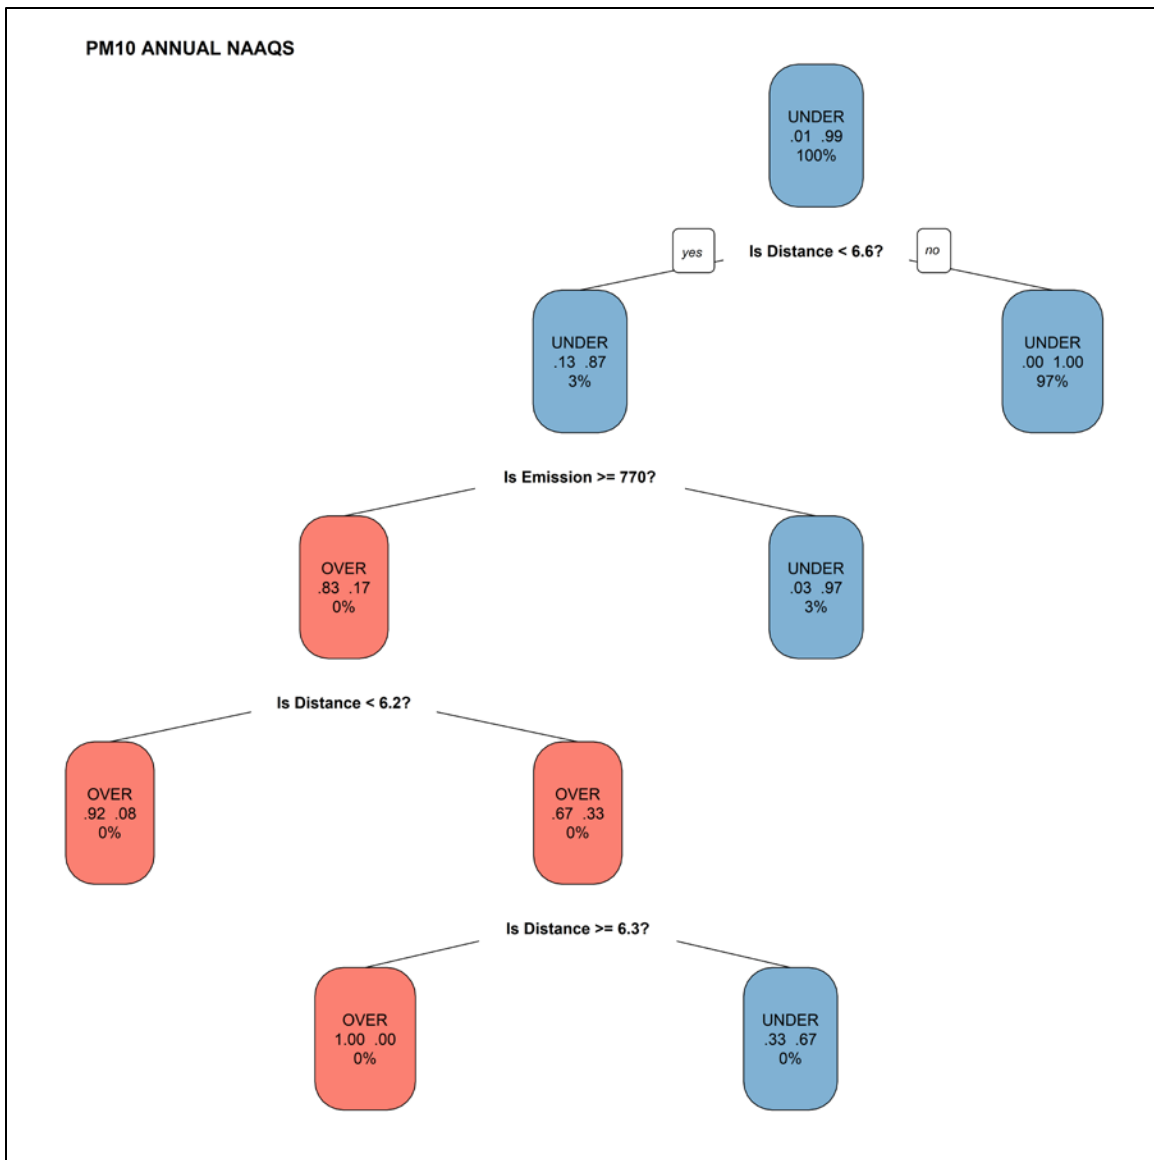 PM10 ANNUAL NAAQS
UNDER
.01 .99
100%
yes
Is Distance < 6.6?
no
UNDER
.13 .87
3%
UNDER
.00 1.00
97%
Is Emission >= 770?
OVER
.83 .17
0%
UNDER
.03 .97
3%
Is Distance < 6.2?
OVER
.92 .08
0%
OVER
.67 .33
0%
Is Distance >= 6.3?
OVER
1.00 .00
0%
UNDER
.33 .67
0%